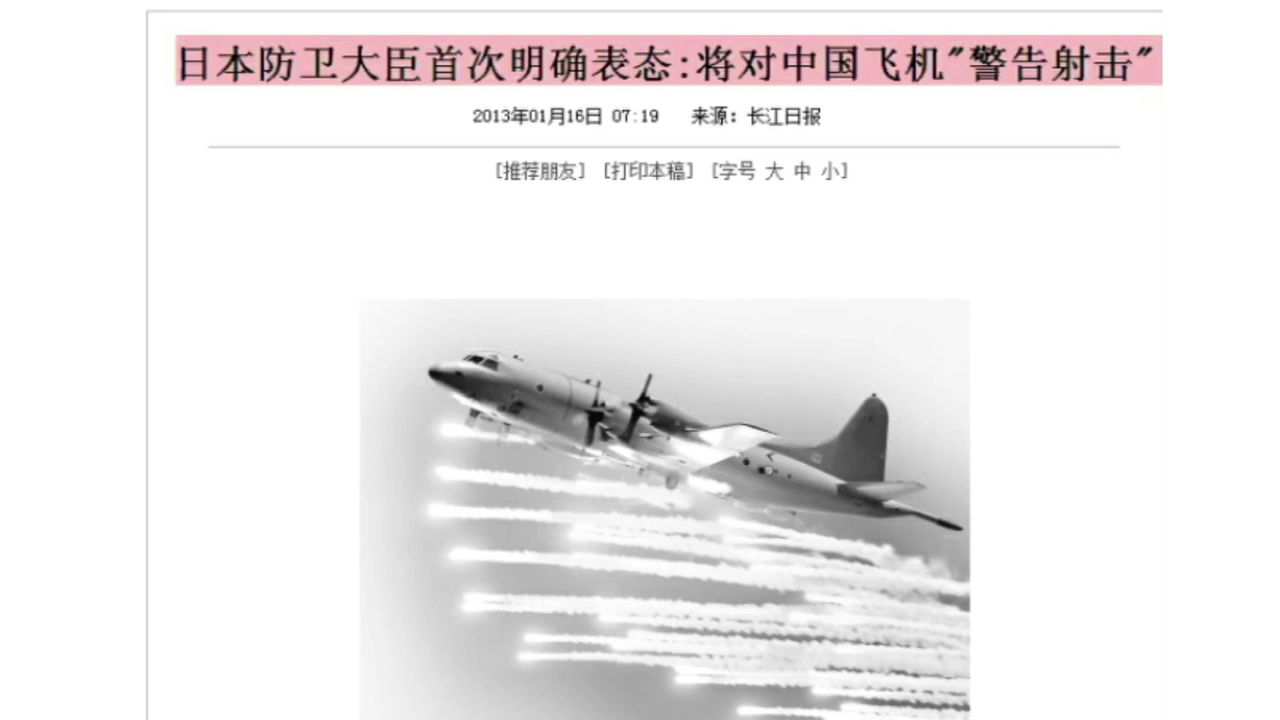 日本防卫大臣首次明确表态:将对中国飞机"警告射击"
2013年01月16日 07:19 来源：长江日报
[推荐朋友] [打印本稿] [字号 大 中 小]